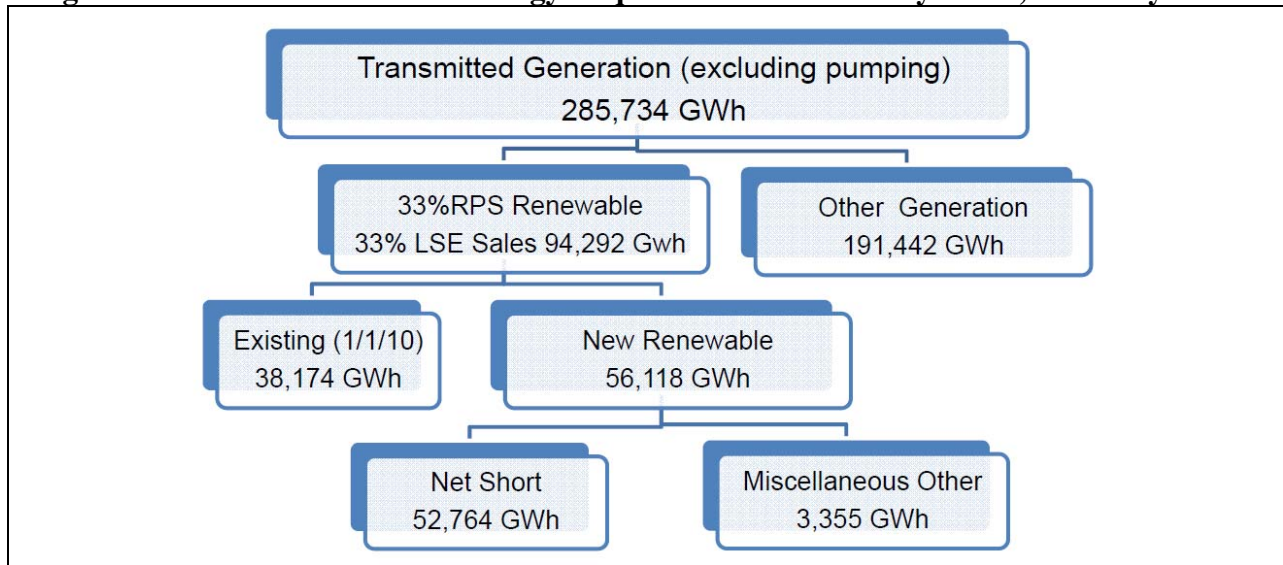 Transmitted Generation (excluding pumping)
285,734 GWh
33%RPS Renewable
33% LSE Sales 94,292 Gwh
Other Generation
191,442 GWh
Existing (1/1/10)
38,174 GWh
New Renewable
56,118 GWh
Net Short
52,764 GWh
Miscellaneous Other
3,355 GWh